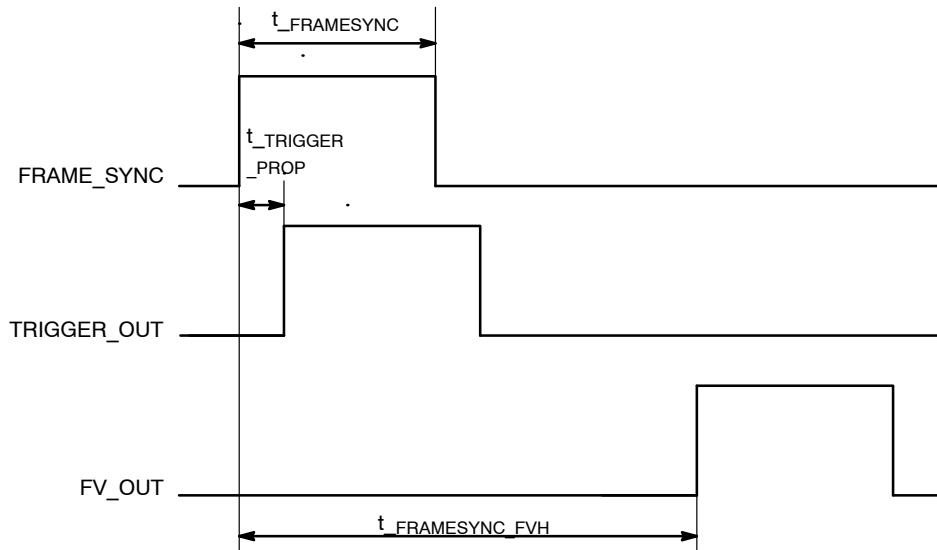 t_FRAMESYNC
t_TRIGGER
_PROP
FRAME_SYNC
TRIGGER_OUT
FV_OUT
t_FRAMESYNC_FVH